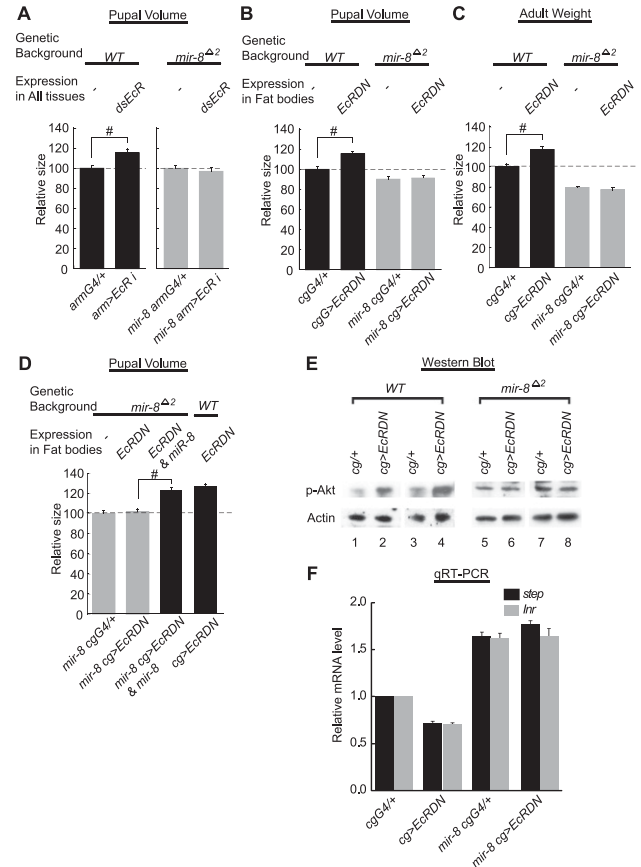 A
Pupal Volume
Genetic
Background
WT
mir-8Δ2
Expression
in All tissues
-
dsEcR
-
dsEcR
#
Relative size
140
120
100
80
60
40
20
0
armG4/+
arm>EcR i
mir-8 armG4/+
mir-8 arm>EcR i
B
Pupal Volume
Genetic
Background
WT
mir-8Δ2
Expression
in Fat bodies
-
EcRDN
-
EcRDN
#
Relative size
140
120
100
80
60
40
20
0
cgG4/+
cgG>EcRDN
mir-8 cgG4/+
mir-8 cg>EcRDN
C
Adult Weight
WT
mir-8Δ2
-
EcRDN
-
EcRDN
#
Relative size
140
120
100
80
60
40
20
0
cgG4/+
cg>EcRDN
mir-8 cgG4/+
mir-8 cg>EcRDN
D
Pupal Volume
Genetic
Background
mir-8Δ2
WT
Expression
in Fat bodies
-
EcRDN
EcRDN
& miR-8
EcRDN
#
Relative size
140
120
100
80
60
40
20
0
mir-8 cgG4/+
mir-8 cg>EcRDN
mir-8 cg>EcRDN
& mir-8
cg>EcRDN
E
Western Blot
WT
mir-8Δ2
cg/+
cg>EcRDN
cg/+
cg>EcRDN
cg/+
cg>EcRDN
cg/+
cg>EcRDN
p-Akt
Actin
1 2 3 4 5 6 7 8
F
qRT-PCR
step
Inr
Relative mRNA level
2.0
1.5
1.0
0.5
0.0
cgG4/+
cg>EcRDN
mir-8 cgG4/+
mir-8 cg>EcRDN